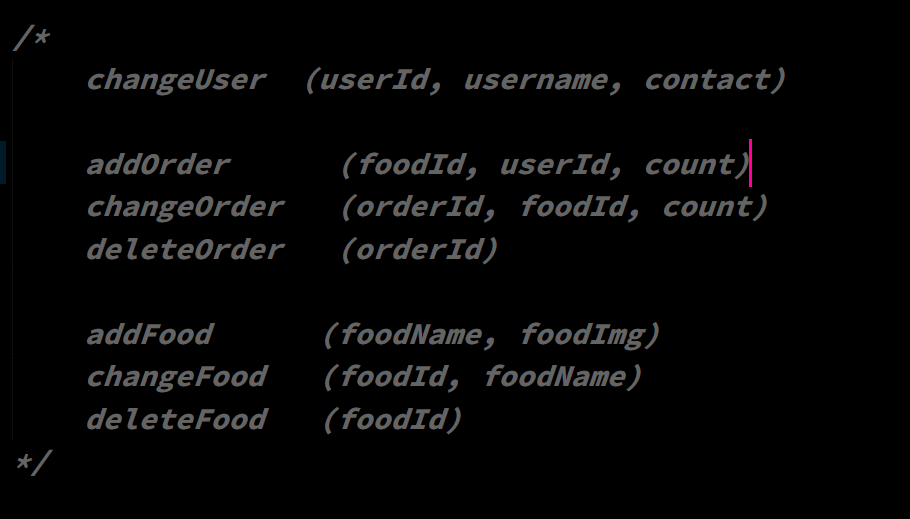 /*
changeUser (userId, username, contact)
addOrder (foodId, userId, count)
changeOrder (orderId, foodId, count)
deleteOrder (orderId)
addFood (foodName, foodImg)
changeFood (foodId, foodName)
deleteFood (foodId)
*/